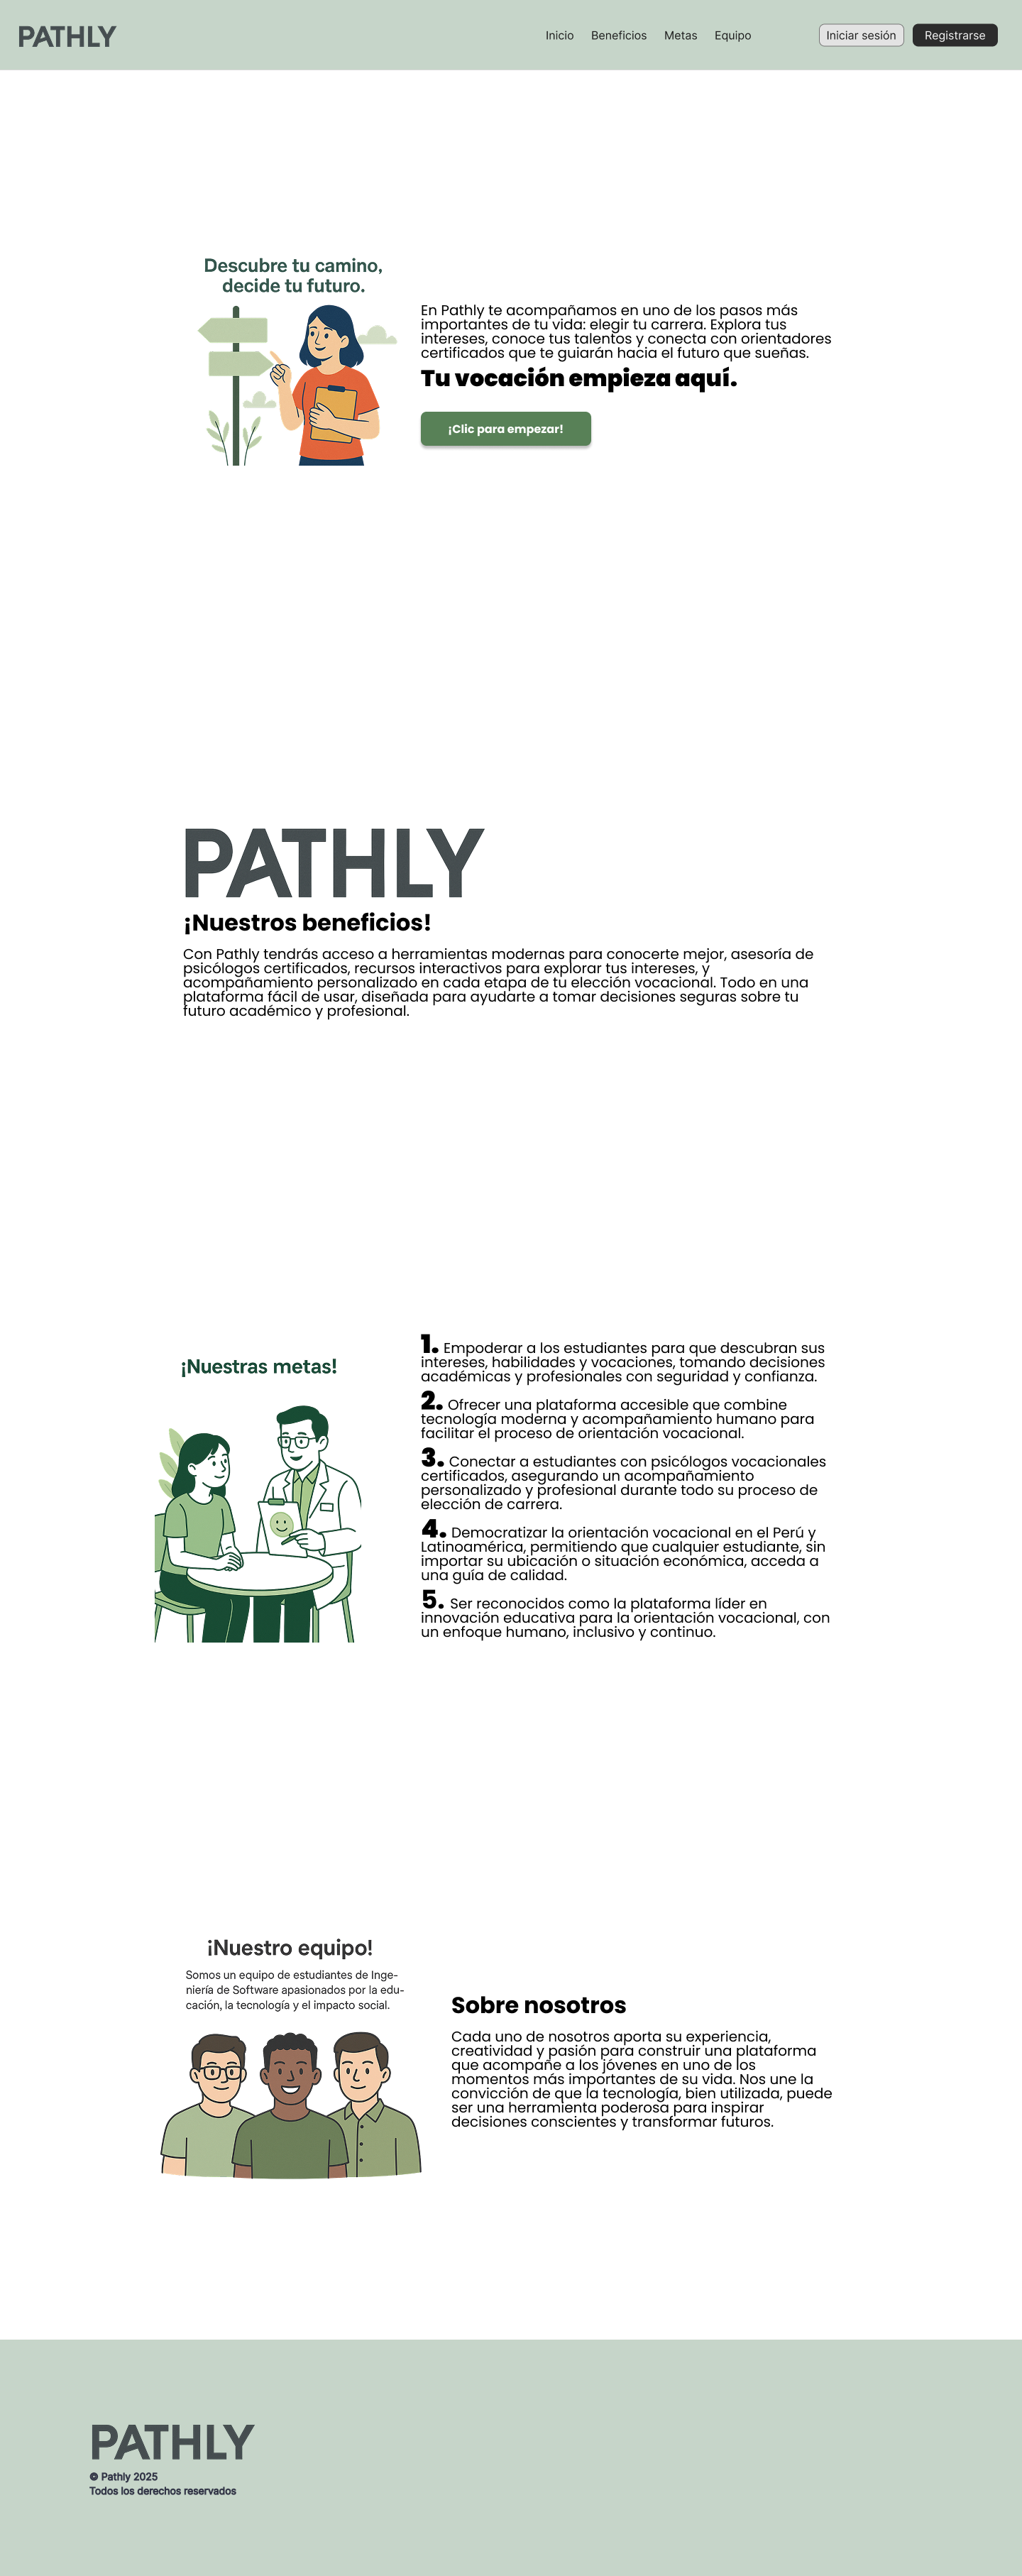 PATHLY
Inicio Beneficios Metas Equipo Iniciar sesión Registrarse
Descubre tu camino,
decide tu futuro.
En Pathly te acompañamos en uno de los pasos más
importantes de tu vida: elegir tu carrera. Explora tus
intereses, conoce tus talentos y conecta con orientadores
certificados que te guiarán hacia el futuro que sueñas.
Tu vocación empieza aquí.
¡Clic para empezar!
PATHLY
¡Nuestros beneficios!
Con Pathly tendrás acceso a herramientas modernas para conocerte mejor, asesoría de
psicólogos certificados, recursos interactivos para explorar tus intereses, y
acompañamiento personalizado en cada etapa de tu elección vocacional. Todo en una
plataforma fácil de usar, diseñada para ayudarte a tomar decisiones seguras sobre tu
futuro académico y profesional.
¡Nuestras metas!
1. Empoderar a los estudiantes para que descubran sus
intereses, habilidades y vocaciones, tomando decisiones
académicas y profesionales con seguridad y confianza.
2. Ofrecer una plataforma accesible que combine
tecnología moderna y acompañamiento humano para
facilitar el proceso de orientación vocacional.
3. Conectar a estudiantes con psicólogos vocacionales
certificados, asegurando un acompañamiento
personalizado y profesional durante todo su proceso de
elección de carrera.
4. Democratizar la orientación vocacional en el Perú y
Latinoamérica, permitiendo que cualquier estudiante, sin
importar su ubicación o situación económica, acceda a
una guía de calidad.
5. Ser reconocidos como la plataforma líder en
innovación educativa para la orientación vocacional, con
un enfoque humano, inclusivo y continuo.
¡Nuestro equipo!
Somos un equipo de estudiantes de Inge-
niería de Software apasionados por la edu-
cación, la tecnología y el impacto social.
Sobre nosotros
Cada uno de nosotros aporta su experiencia,
creatividad y pasión para construir una plataforma
que acompañe a los jóvenes en uno de los
momentos más importantes de su vida. Nos une la
convicción de que la tecnología, bien utilizada, puede
ser una herramienta poderosa para inspirar
decisiones conscientes y transformar futuros.
PATHLY
© Pathly 2025
Todos los derechos reservados